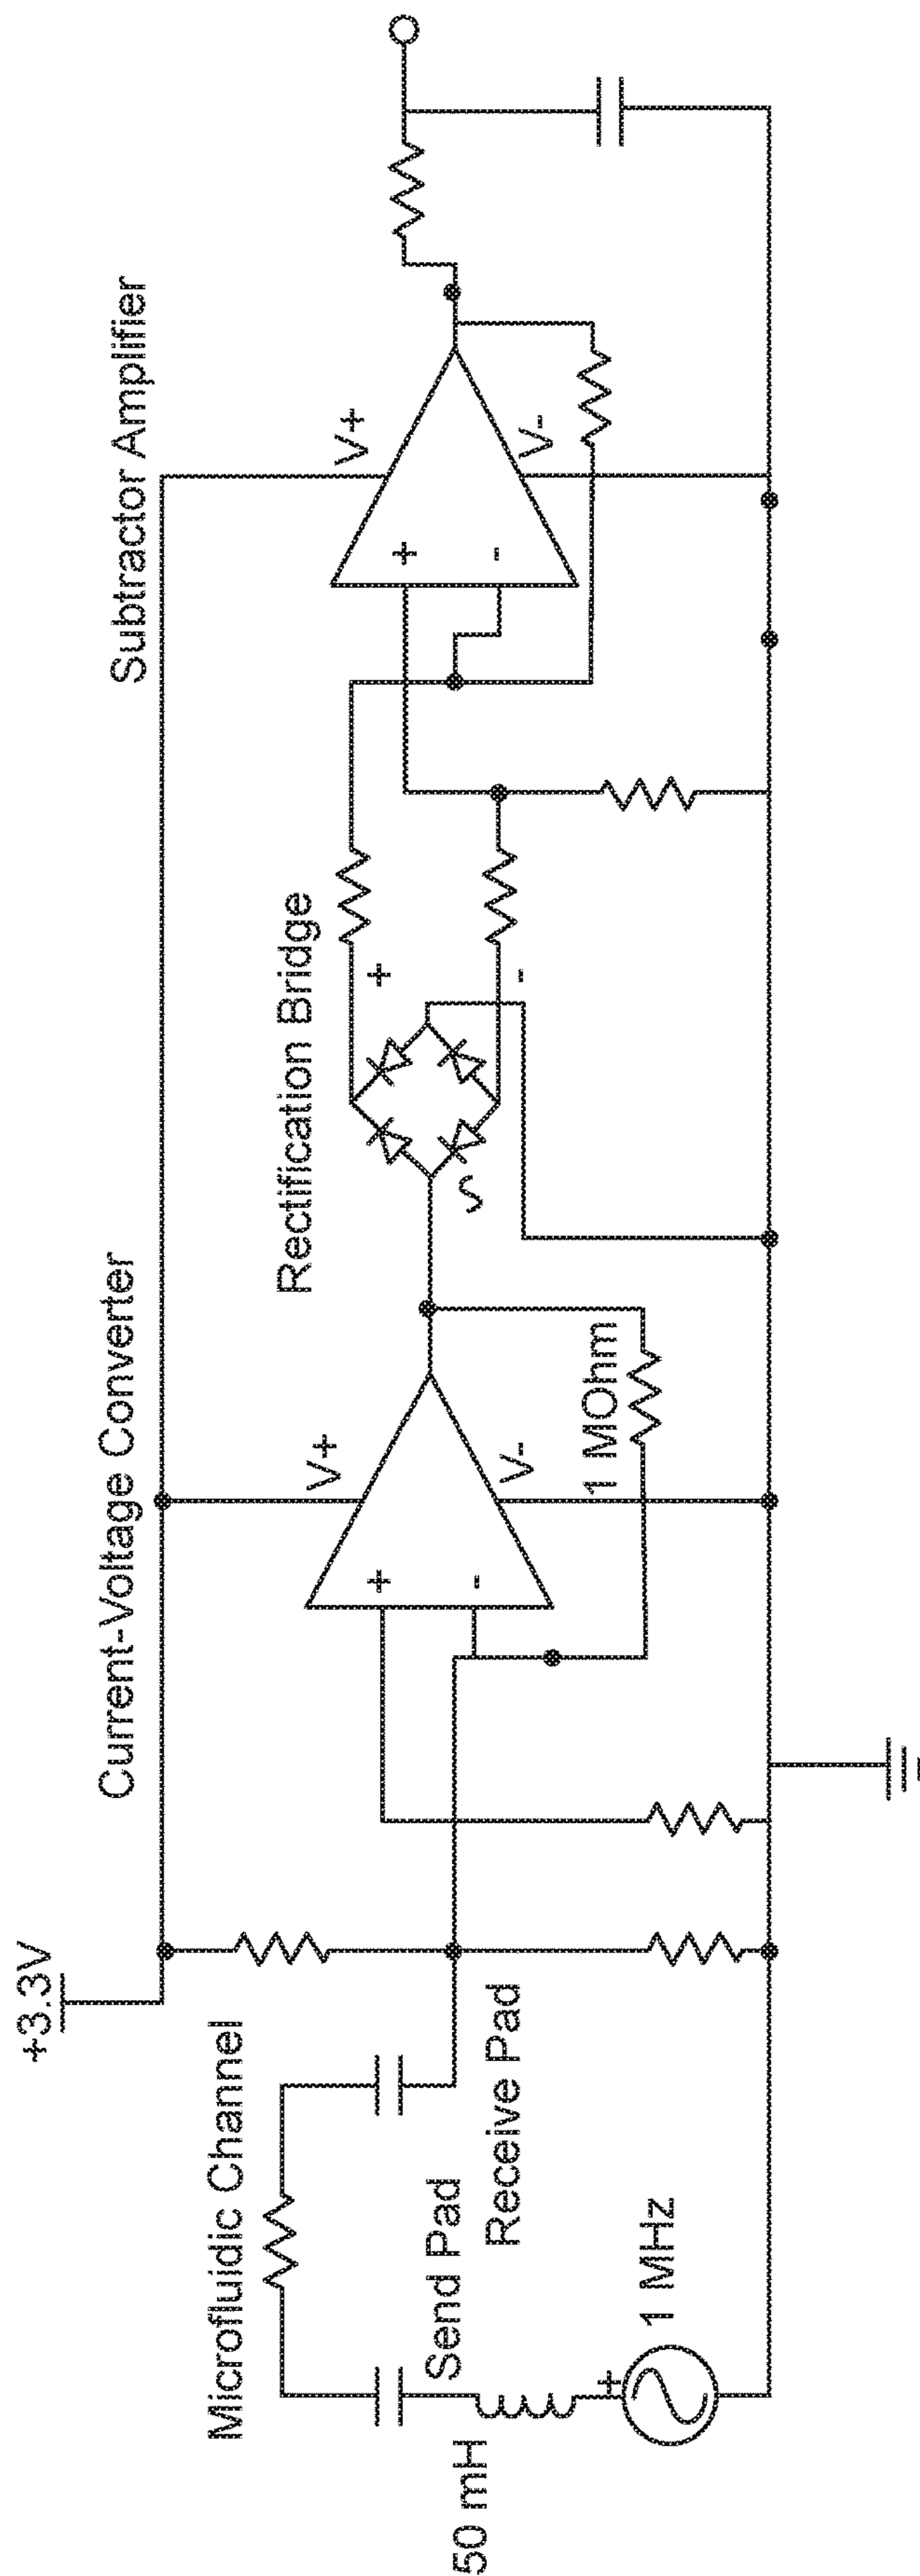 +3.3V
Current-Voltage Converter
Subtractor Amplifier
Microfluidic Channel
Rectification Bridge
V+
V+
+
+
+
-
-
-
V-
V-
Send Pad
Receive Pad
50 mH
1 MOhm
+
1 MHz